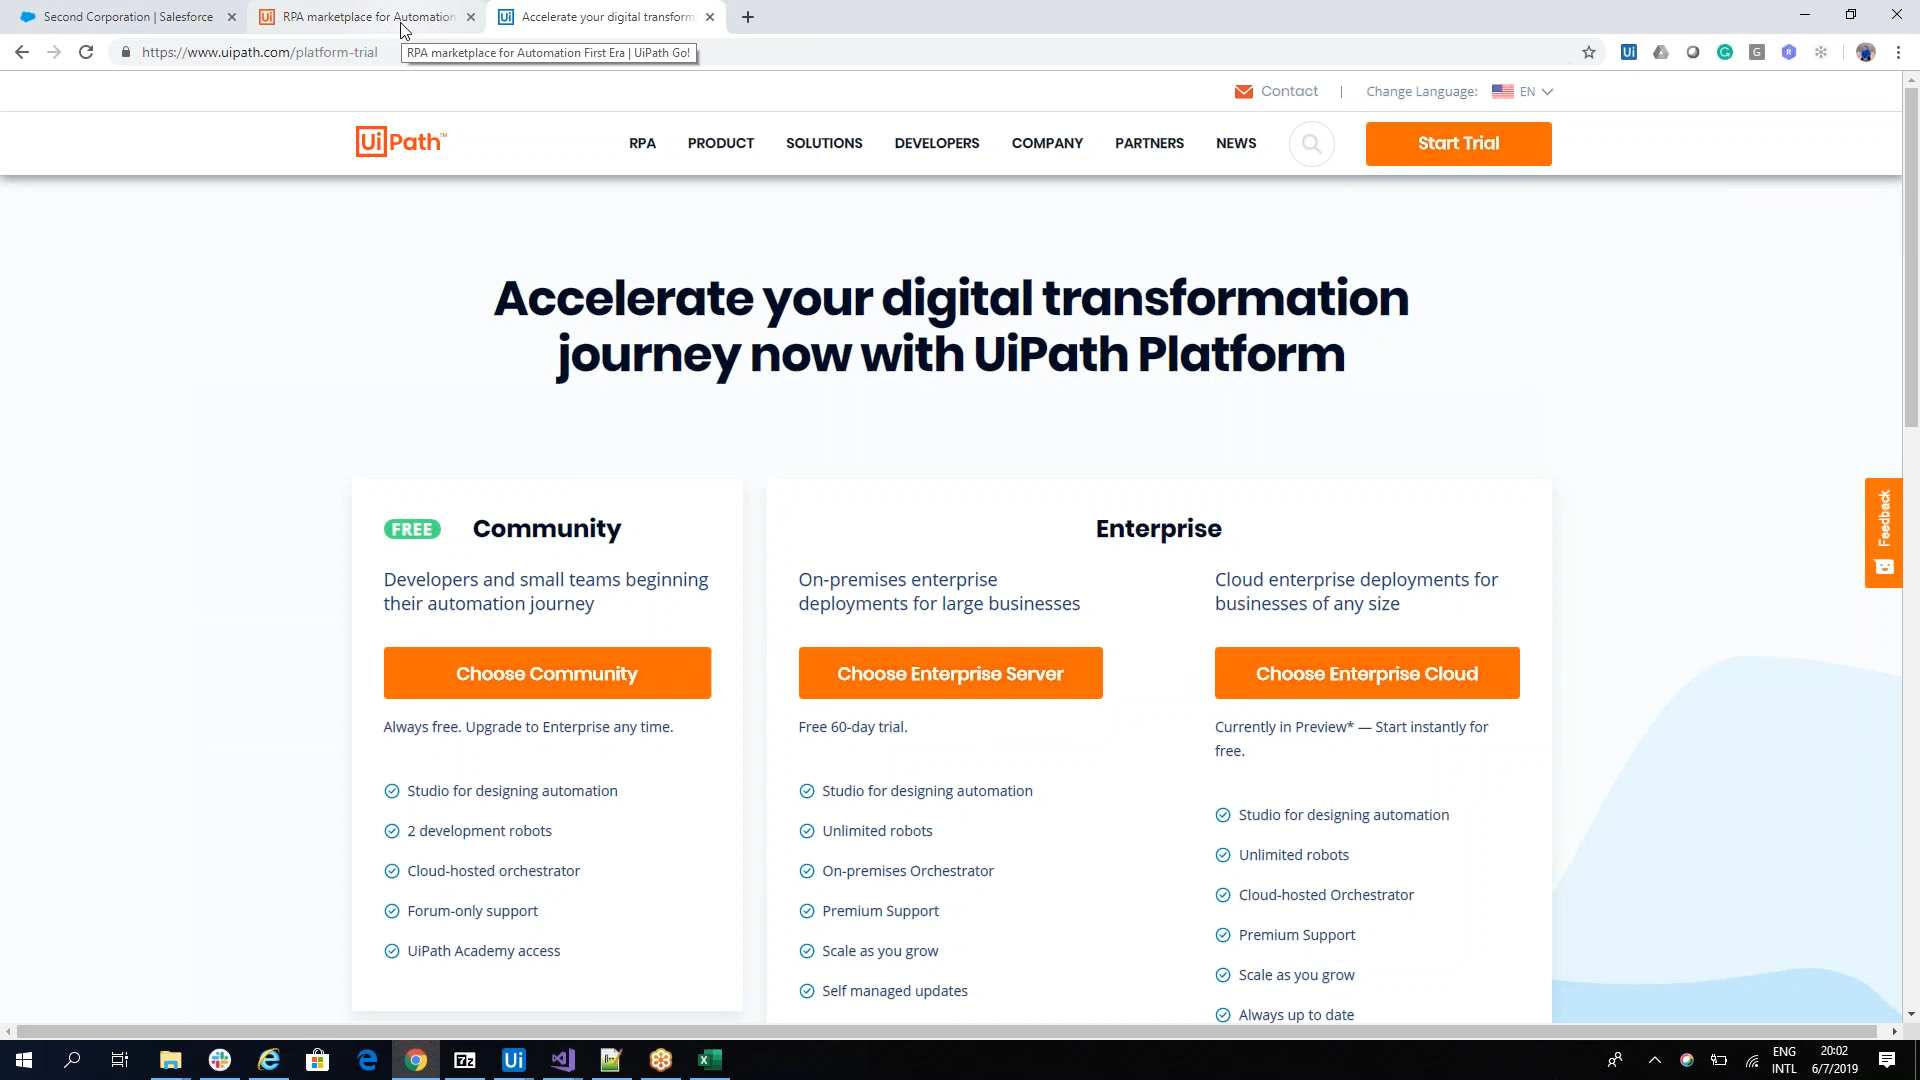 Second Corporation | Salesforce
RPA marketplace for Automation
Accelerate your digital transform
https://www.uipath.com/platform-trial
RPA marketplace for Automation First Era | UiPath Go!
Contact | Change Language: EN
UiPath™
RPA PRODUCT SOLUTIONS DEVELOPERS COMPANY PARTNERS NEWS
Start Trial
Accelerate your digital transformation
journey now with UiPath Platform
FREE Community
Developers and small teams beginning
their automation journey
Choose Community
Always free. Upgrade to Enterprise any time.
Studio for designing automation
2 development robots
Cloud-hosted orchestrator
Forum-only support
UiPath Academy access
Enterprise
On-premises enterprise
deployments for large businesses
Choose Enterprise Server
Free 60-day trial.
Studio for designing automation
Unlimited robots
On-premises Orchestrator
Premium Support
Scale as you grow
Self managed updates
Cloud enterprise deployments for
businesses of any size
Choose Enterprise Cloud
Currently in Preview* — Start instantly for
free.
Studio for designing automation
Unlimited robots
Cloud-hosted Orchestrator
Premium Support
Scale as you grow
Always up to date
Feedback
ENG
INTL
20:02
6/7/2019